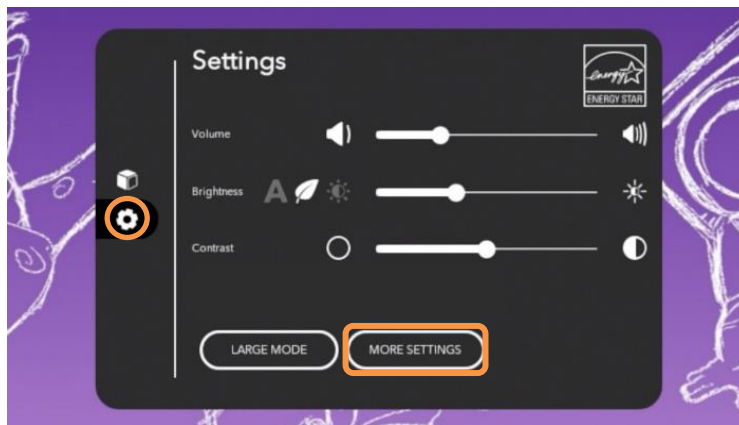 Settings
energy
ENERGY STAR
Volume
Brightness
A
Contrast
LARGE MODE
MORE SETTINGS